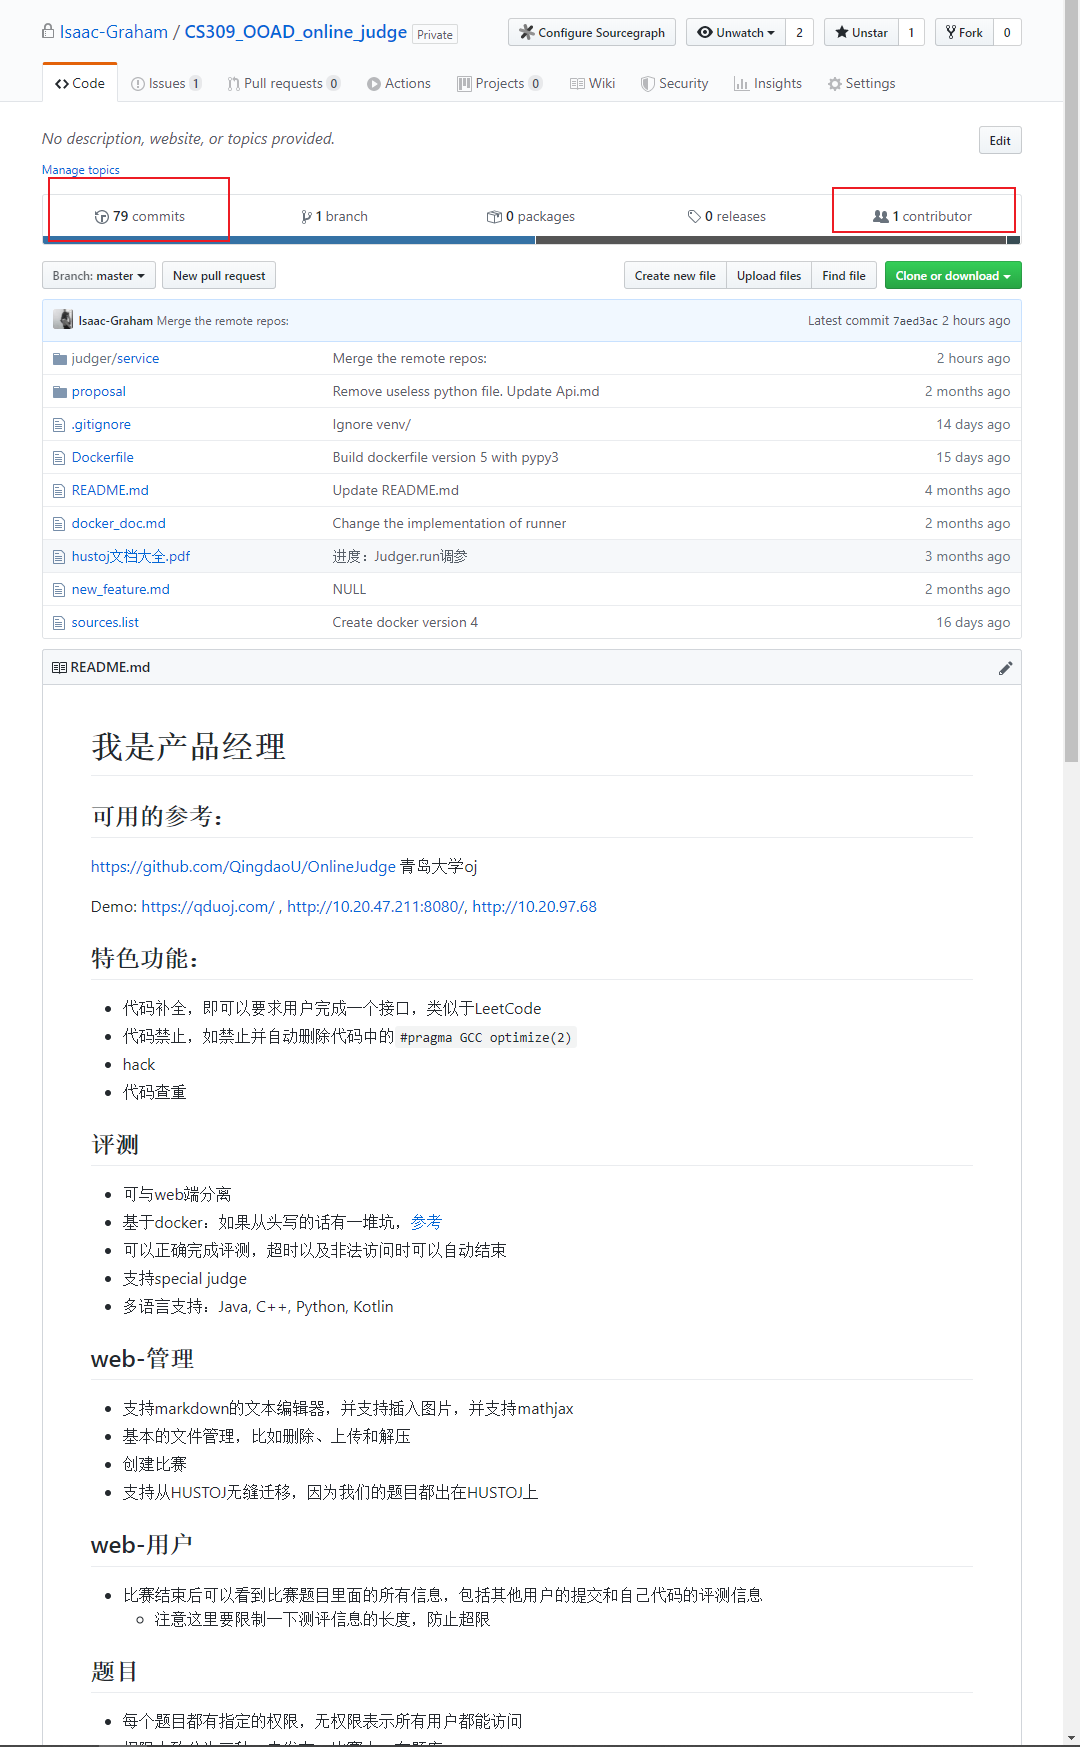 Isaac-Graham / CS309_OOAD_online_judge Private
Configure Sourcegraph
Unwatch 2
Unstar 1
Fork 0
Code
Issues 1
Pull requests 0
Actions
Projects 0
Wiki
Security
Insights
Settings
No description, website, or topics provided.
Edit
Manage topics
79 commits
1 branch
0 packages
0 releases
1 contributor
Branch: master
New pull request
Create new file
Upload files
Find file
Clone or download
Isaac-Graham Merge the remote repos:
Latest commit 7aed3ac 2 hours ago
judger/service Merge the remote repos: 2 hours ago
proposal Remove useless python file. Update Api.md 2 months ago
.gitignore Ignore venv/ 14 days ago
Dockerfile Build dockerfile version 5 with pypy3 15 days ago
README.md Update README.md 4 months ago
docker_doc.md Change the implementation of runner 2 months ago
hustoj文档大全.pdf 进度：Judger.run调参 3 months ago
new_feature.md NULL 2 months ago
sources.list Create docker version 4 16 days ago
README.md
我是产品经理
可用的参考：
https://github.com/QingdaoU/OnlineJudge 青岛大学oj
Demo: https://qduoj.com/ , http://10.20.47.211:8080/, http://10.20.97.68
特色功能：
代码补全，即可以要求用户完成一个接口，类似于LeetCode
代码禁止，如禁止并自动删除代码中的 #pragma GCC optimize(2)
hack
代码查重
评测
可与web端分离
基于docker：如果从头写的话有一堆坑，参考
可以正确完成评测，超时以及非法访问时可以自动结束
支持special judge
多语言支持：Java, C++, Python, Kotlin
web-管理
支持markdown的文本编辑器，并支持插入图片，并支持mathjax
基本的文件管理，比如删除、上传和解压
创建比赛
支持从HUSTOJ无缝迁移，因为我们的题目都出在HUSTOJ上
web-用户
比赛结束后可以看到比赛题目里面的所有信息，包括其他用户的提交和自己代码的评测信息
注意这里要限制一下测评信息的长度，防止超限
题目
每个题目都有指定的权限，无权限表示所有用户都能访问